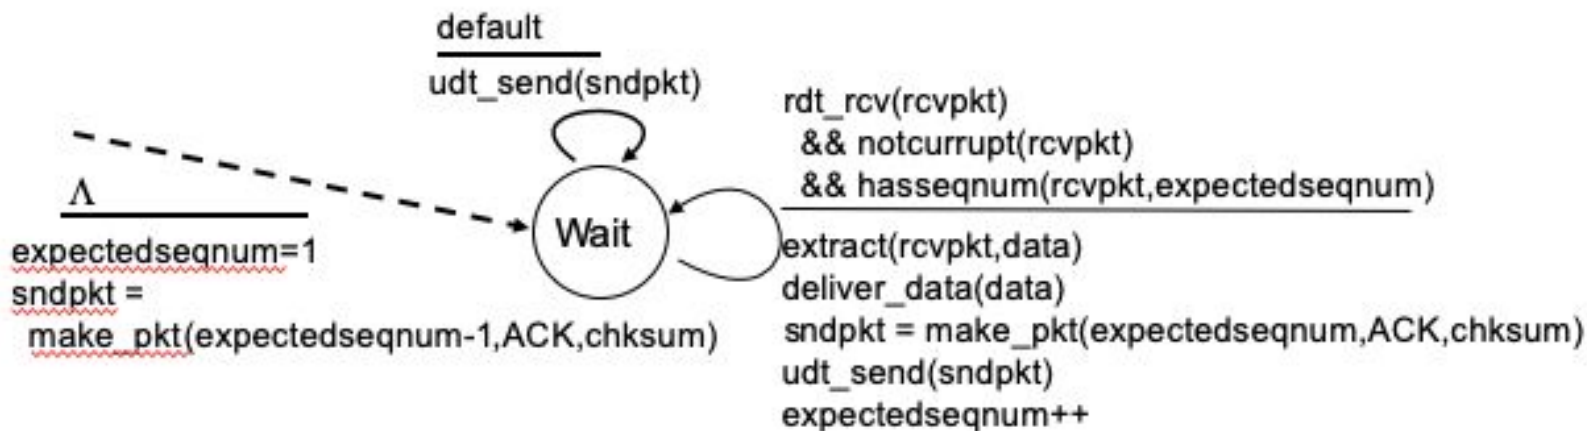 default
udt_send(sndpkt)
Λ
expectedseqnum=1
sndpkt =
make_pkt(expectedseqnum-1,ACK,chksum)
Wait
rdt_rcv(rcvpkt)
&& notcurrupt(rcvpkt)
&& hasseqnum(rcvpkt,expectedseqnum)
extract(rcvpkt,data)
deliver_data(data)
sndpkt = make_pkt(expectedseqnum,ACK,chksum)
udt_send(sndpkt)
expectedseqnum++